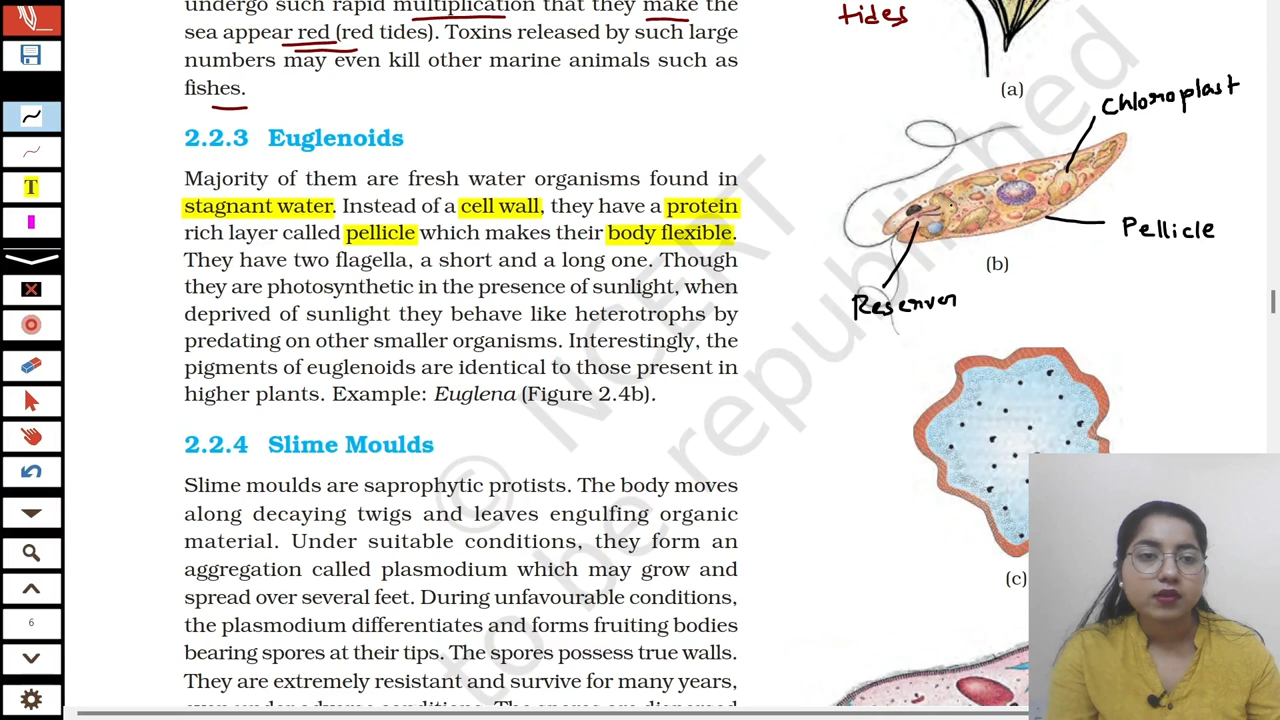 undergo such rapid multiplication that they make the
sea appear red (red tides). Toxins released by such large
numbers may even kill other marine animals such as
fishes.
tides
(a)
2.2.3 Euglenoids
Majority of them are fresh water organisms found in
stagnant water. Instead of a cell wall, they have a protein
rich layer called pellicle which makes their body flexible.
They have two flagella, a short and a long one. Though
they are photosynthetic in the presence of sunlight, when
deprived of sunlight they behave like heterotrophs by
predating on other smaller organisms. Interestingly, the
pigments of euglenoids are identical to those present in
higher plants. Example: Euglena (Figure 2.4b).
Chloroplast
Pellicle
(b)
2.2.4 Slime Moulds
Slime moulds are saprophytic protists. The body moves
along decaying twigs and leaves engulfing organic
material. Under suitable conditions, they form an
aggregation called plasmodium which may grow and
spread over several feet. During unfavourable conditions,
the plasmodium differentiates and forms fruiting bodies
bearing spores at their tips. The spores possess true walls.
They are extremely resistant and survive for many years,
(c)
© NCERT
to be republished
T
6